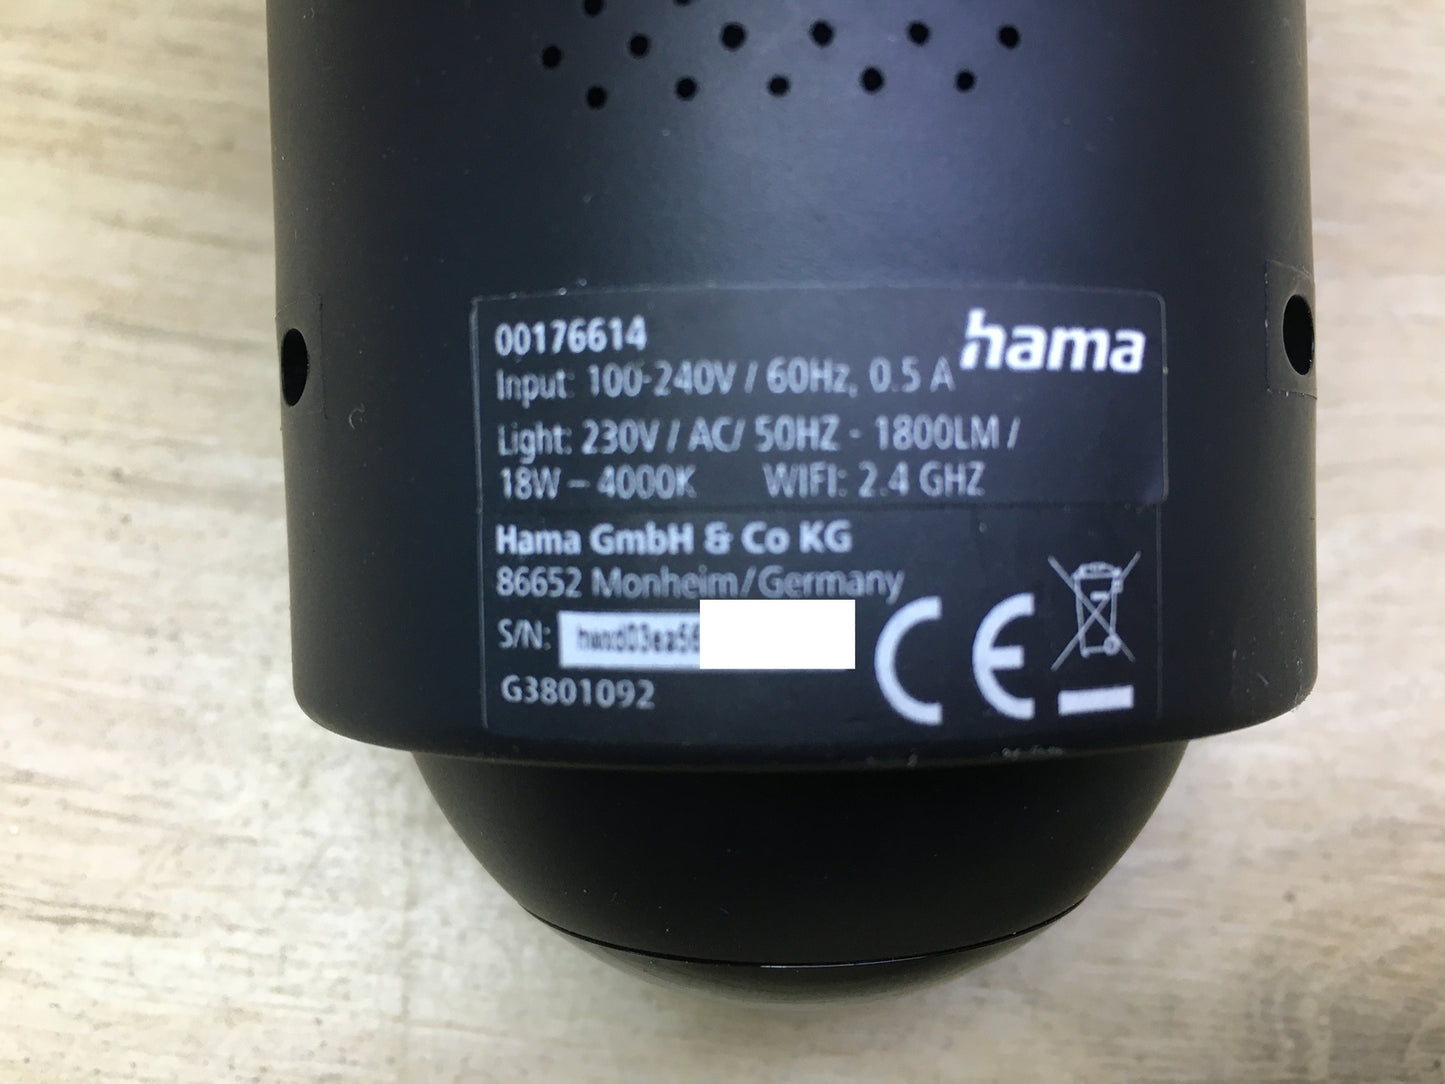 00176614
hama
Input: 100-240V / 60Hz, 0.5 A
Light: 230V / AC/ 50HZ - 1800LM /
18W – 4000K WIFI: 2.4 GHZ
Hama GmbH & Co KG
86652 Monheim/Germany
S/N: hwnd03ea56
G3801092
CE